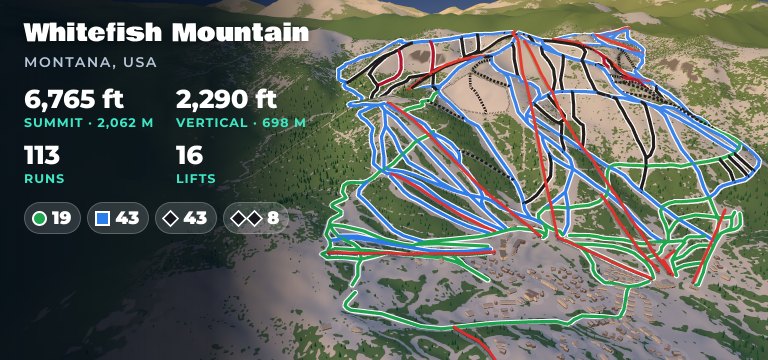 Whitefish Mountain
MONTANA, USA
6,765 ft 2,290 ft
SUMMIT · 2,062 M VERTICAL · 698 M
113 16
RUNS LIFTS
19 43 43 8